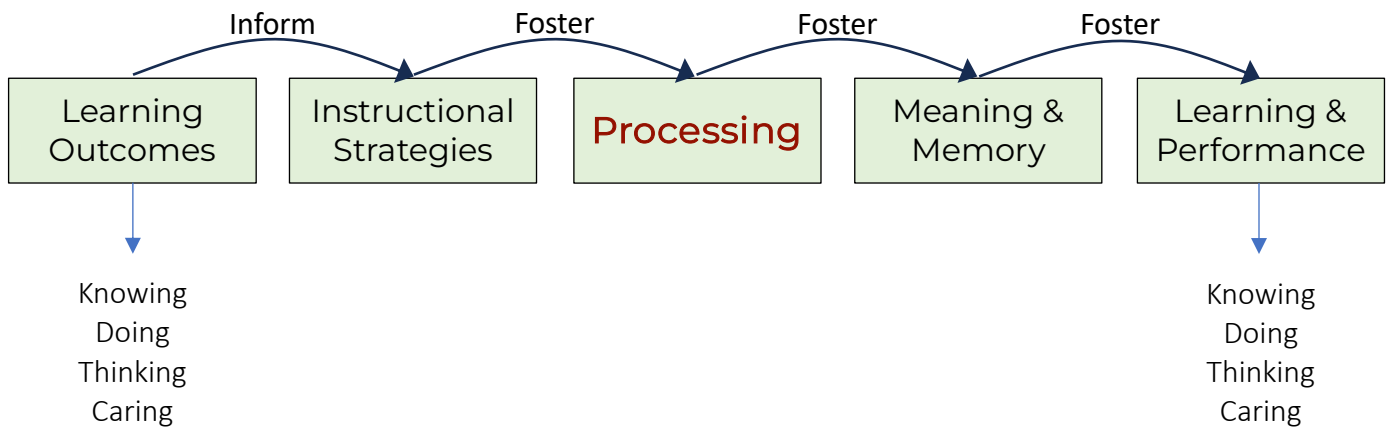 Inform
Foster
Foster
Foster
Learning
Outcomes
Instructional
Strategies
Processing
Meaning &
Memory
Learning &
Performance
Knowing
Doing
Thinking
Caring
Knowing
Doing
Thinking
Caring